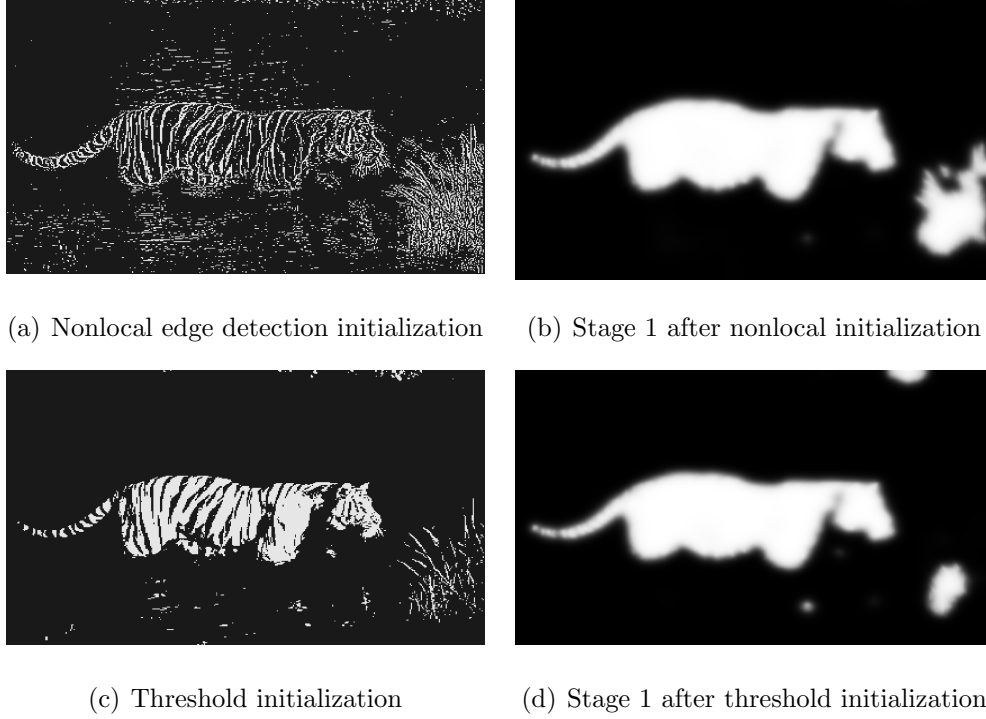 (a) Nonlocal edge detection initialization
(b) Stage 1 after nonlocal initialization
(c) Threshold initialization
(d) Stage 1 after threshold initialization